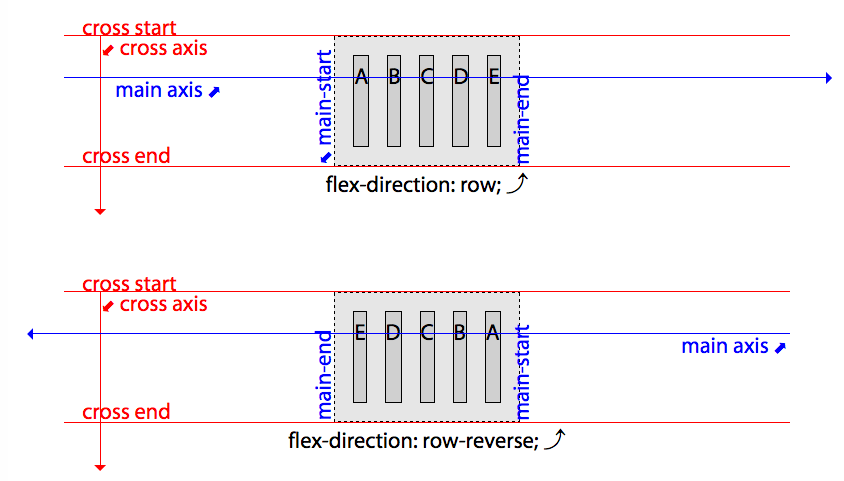 cross start
cross axis
main axis
main-start
A B C D E
main-end
cross end
flex-direction: row;
cross start
cross axis
main-end
E D C B A
main-start
main axis
cross end
flex-direction: row-reverse;